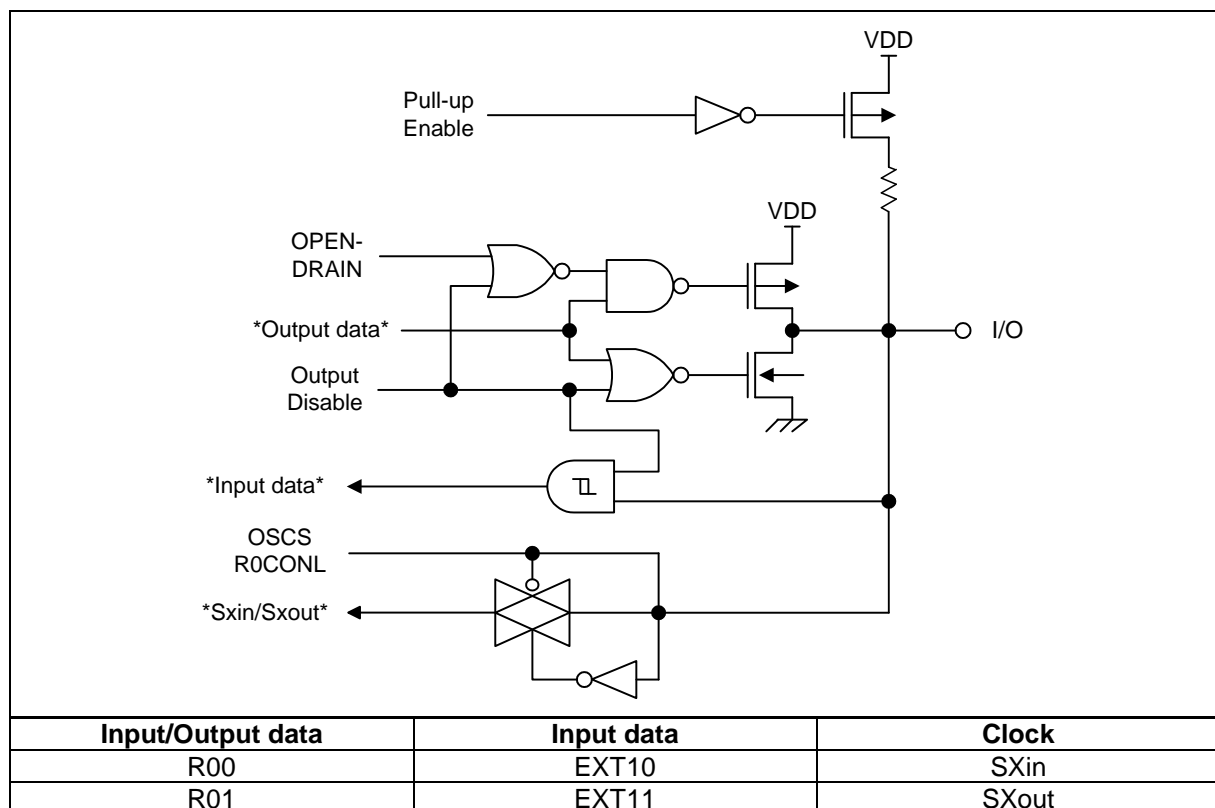 VDD
Pull-up
Enable
VDD
OPEN-
DRAIN
*Output data*
I/O
Output
Disable
*Input data*
OSCS
R0CONL
*Sxin/Sxout*
Input/Output data Input data Clock
R00 EXT10 SXin
R01 EXT11 SXout